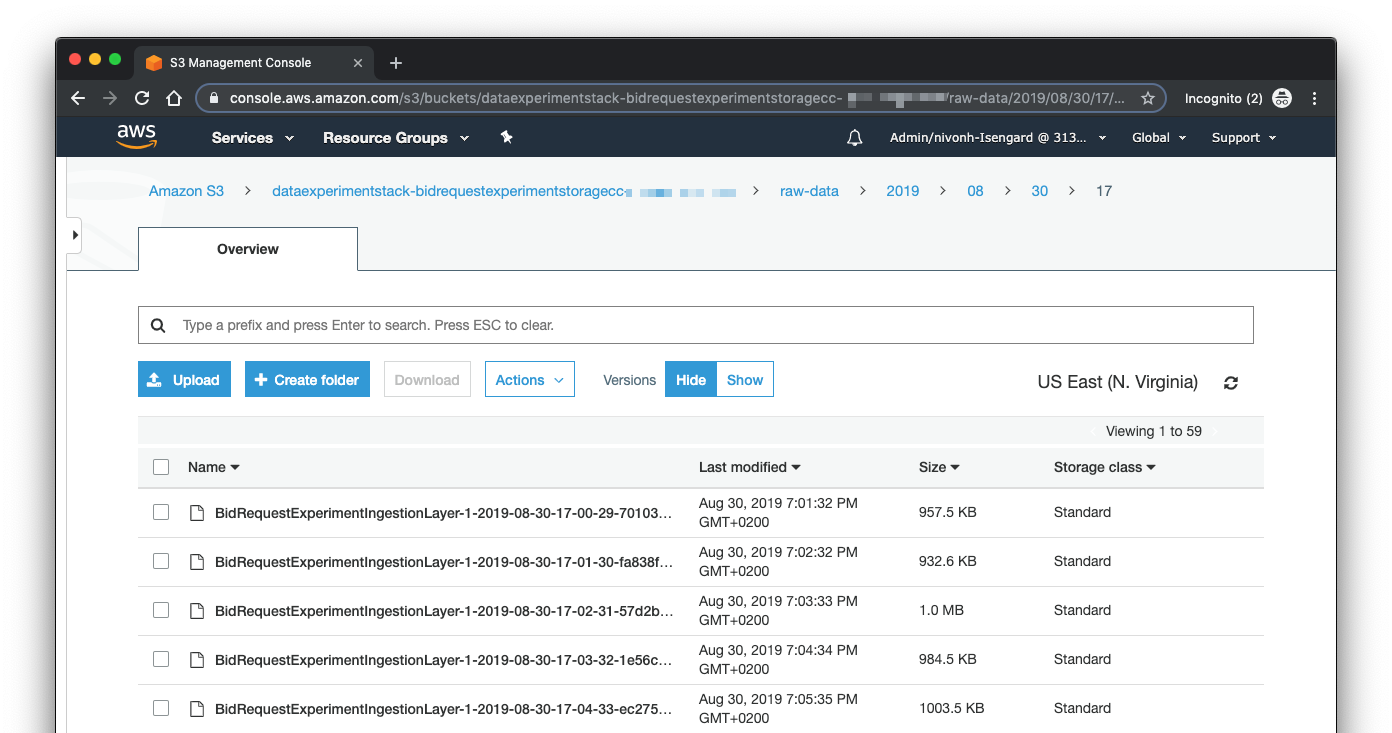 S3 Management Console
console.aws.amazon.com/s3/buckets/dataexperimentstack-bidrequestexperimentstoragecc- /raw-data/2019/08/30/17/... Incognito (2)
aws Services Resource Groups Admin/nivonh-Isengard @ 313... Global Support
Amazon S3 dataexperimentstack-bidrequestexperimentstoragecc- raw-data 2019 08 30 17
Overview
Type a prefix and press Enter to search. Press ESC to clear.
Upload Create folder Download Actions Versions Hide Show US East (N. Virginia)
Viewing 1 to 59
Name Last modified Size Storage class
BidRequestExperimentIngestionLayer-1-2019-08-30-17-00-29-70103... Aug 30, 2019 7:01:32 PM 957.5 KB Standard
GMT+0200
BidRequestExperimentIngestionLayer-1-2019-08-30-17-01-30-fa838f... Aug 30, 2019 7:02:32 PM 932.6 KB Standard
GMT+0200
BidRequestExperimentIngestionLayer-1-2019-08-30-17-02-31-57d2b... Aug 30, 2019 7:03:33 PM 1.0 MB Standard
GMT+0200
BidRequestExperimentIngestionLayer-1-2019-08-30-17-03-32-1e56c... Aug 30, 2019 7:04:34 PM 984.5 KB Standard
GMT+0200
BidRequestExperimentIngestionLayer-1-2019-08-30-17-04-33-ec275... Aug 30, 2019 7:05:35 PM 1003.5 KB Standard
GMT+0200